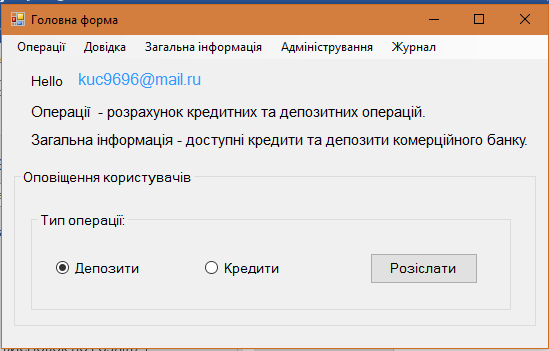 Головна форма
Операції Довідка Загальна інформація Адміністрування Журнал
Hello kuc9696@mail.ru
Операції - розрахунок кредитних та депозитних операцій.
Загальна інформація - доступні кредити та депозити комерційного банку.
Оповіщення користувачів
Тип операції:
Депозити Кредити Розіслати